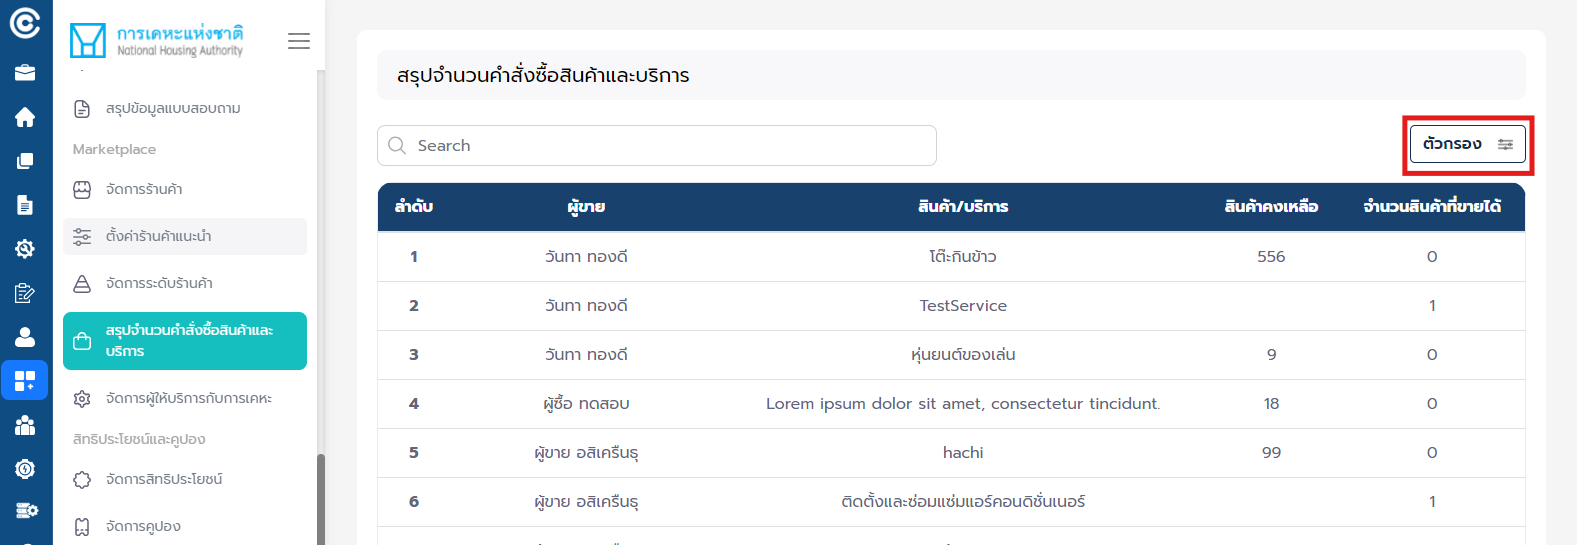 การเคหะแห่งชาติ
National Housing Authority
สรุปข้อมูลแบบสอบถาม
Marketplace
จัดการร้านค้า
ตั้งค่าร้านค้าแนะนำ
จัดการระดับร้านค้า
สรุปจำนวนคำสั่งซื้อสินค้าและ
บริการ
จัดการผู้ให้บริการกับการเคหะ
สิทธิประโยชน์และคูปอง
จัดการสิทธิประโยชน์
จัดการคูปอง
สรุปจำนวนคำสั่งซื้อสินค้าและบริการ
Search
ตัวกรอง
ลำดับ ผู้ขาย สินค้า/บริการ สินค้าคงเหลือ จำนวนสินค้าที่ขายได้
1 วันทา ทองดี โต๊ะกินข้าว 556 0
2 วันทา ทองดี TestService 1
3 วันทา ทองดี หุ่นยนต์ของเล่น 9 0
4 ผู้ซื้อ ทดสอบ Lorem ipsum dolor sit amet, consectetur tincidunt. 18 0
5 ผู้ขาย อสิเครืนธุ hachi 99 0
6 ผู้ขาย อสิเครืนธุ ติดตั้งและซ่อมแซ่มแอร์คอนดิชั่นเนอร์ 1